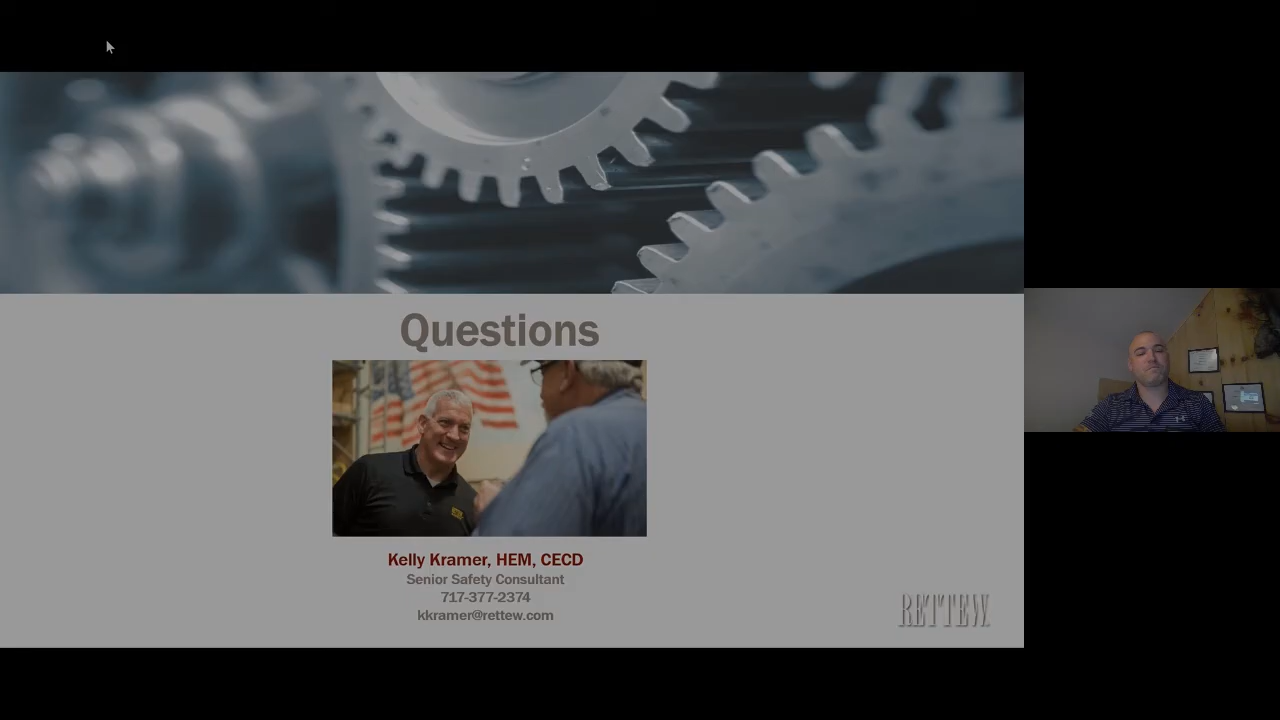 Questions
Kelly Kramer, HEM, CECD
Senior Safety Consultant
717-377-2374
kkramer@rettew.com
RETTEW